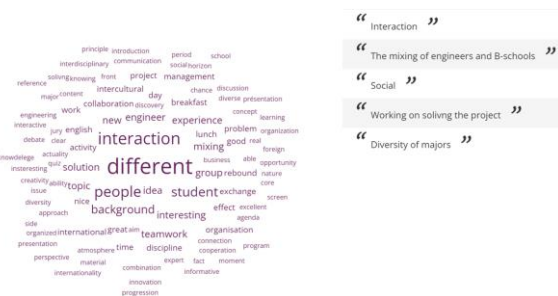 principle introduction
period school
interdisciplinary communication social horizon
solivng knowing front project management
reference
major content intercultural chance discussion
day
collaboration discovery breakfast diverse presentation
work
engineering new engineer experience concept
learning
interactive jury english lunch problem organization
debate clear interaction mixing good real
activity foreign
knowelege actuality
insteresting quiz solution different business able opportunity
group rebound nature
creativity ability topic core
issue people idea student exchange
screen
diversity nice effect excellent
approach background interesting agenda
side
organized international great aim teamwork organisation
presentation connection
atmosphere time discipline cooperation program
perspective material expert fact moment
internationality combination informative
innovation
progression
“ Interaction ”
“ The mixing of engineers and B-schools ”
“ Social ”
“ Working on solivng the project ”
“ Diversity of majors ”